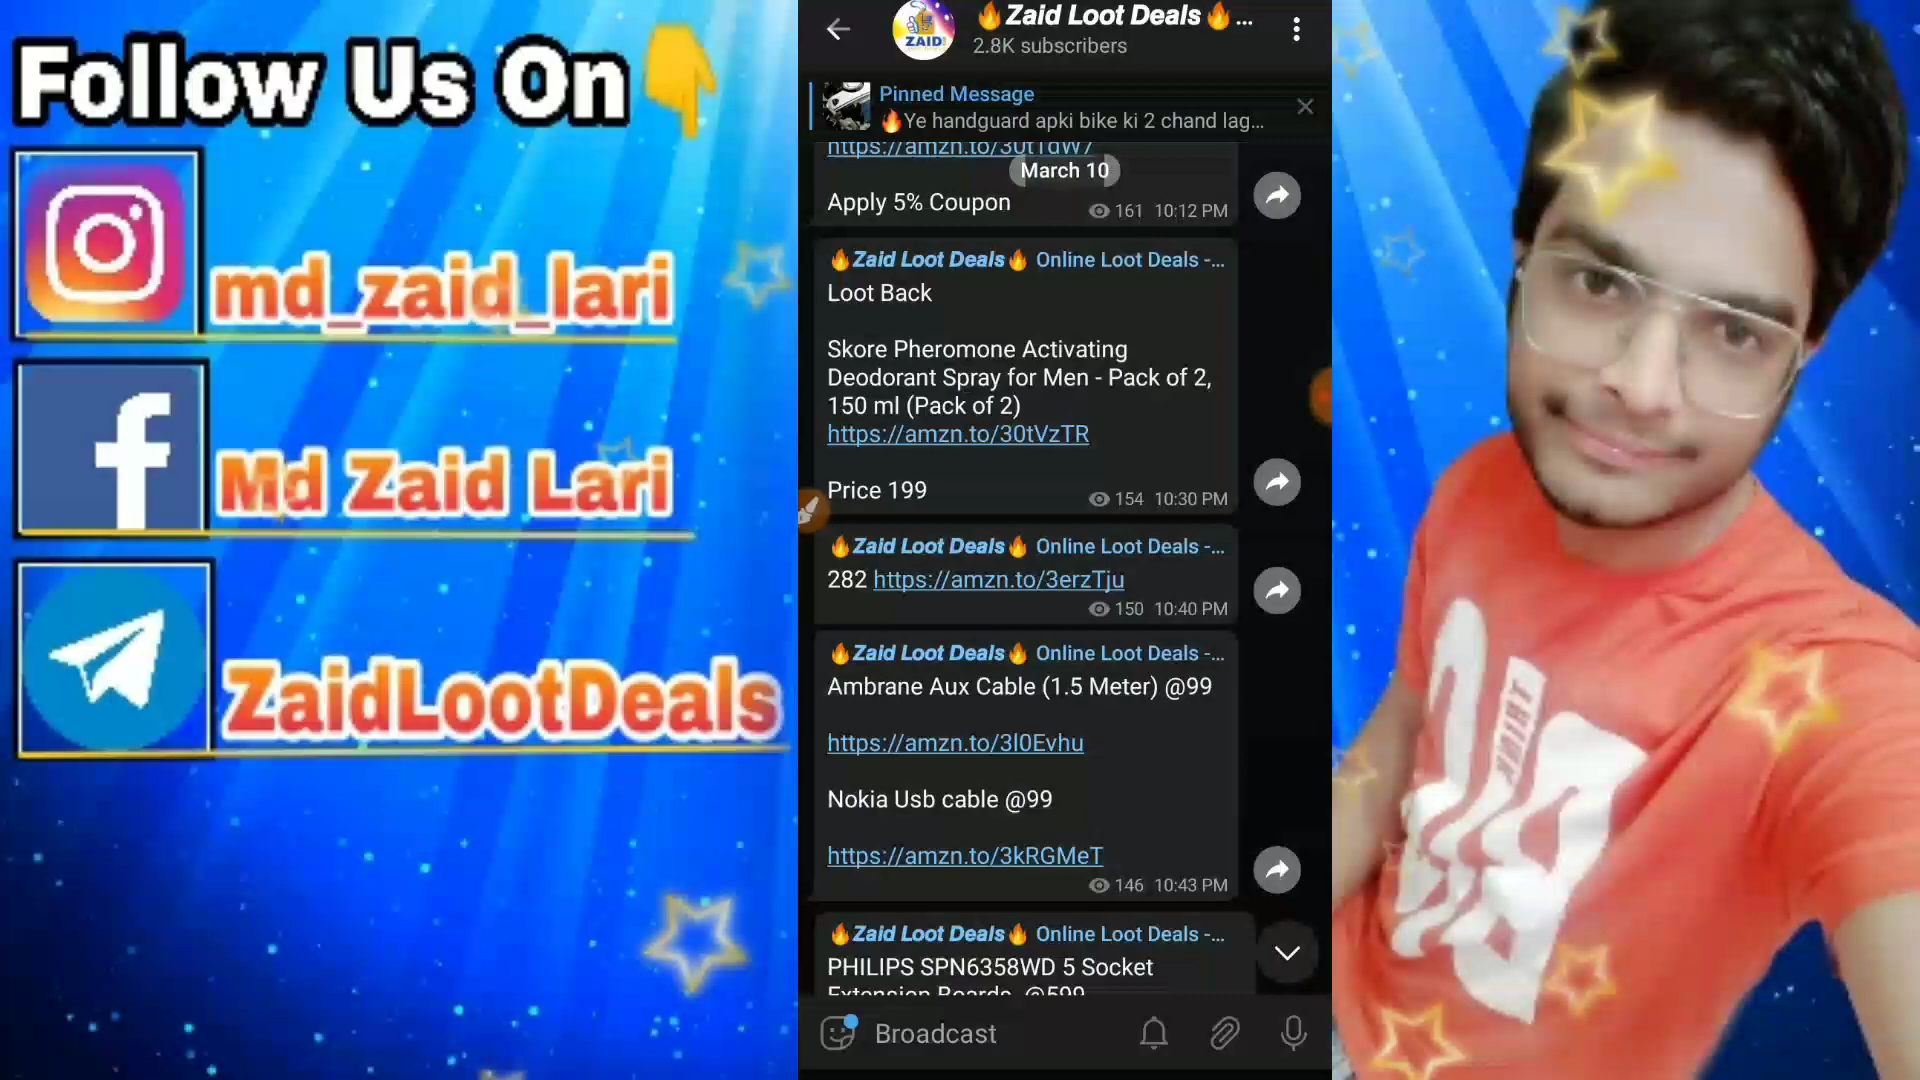 Follow Us On
md_zaid_lari
Md Zaid Lari
ZaidLootDeals
ZAID
🔥Zaid Loot Deals🔥...
2.8K subscribers
Pinned Message
🔥Ye handguard apki bike ki 2 chand lag...
March 10
Apply 5% Coupon
161 10:12 PM
🔥Zaid Loot Deals🔥 Online Loot Deals -...
Loot Back
Skore Pheromone Activating
Deodorant Spray for Men - Pack of 2,
150 ml (Pack of 2)
https://amzn.to/30tVzTR
Price 199
154 10:30 PM
🔥Zaid Loot Deals🔥 Online Loot Deals -...
282 https://amzn.to/3erzTju
150 10:40 PM
🔥Zaid Loot Deals🔥 Online Loot Deals -...
Ambrane Aux Cable (1.5 Meter) @99
https://amzn.to/3l0Evhu
Nokia Usb cable @99
https://amzn.to/3kRGMeT
146 10:43 PM
🔥Zaid Loot Deals🔥 Online Loot Deals -...
PHILIPS SPN6358WD 5 Socket
Extension Boards @599
Broadcast